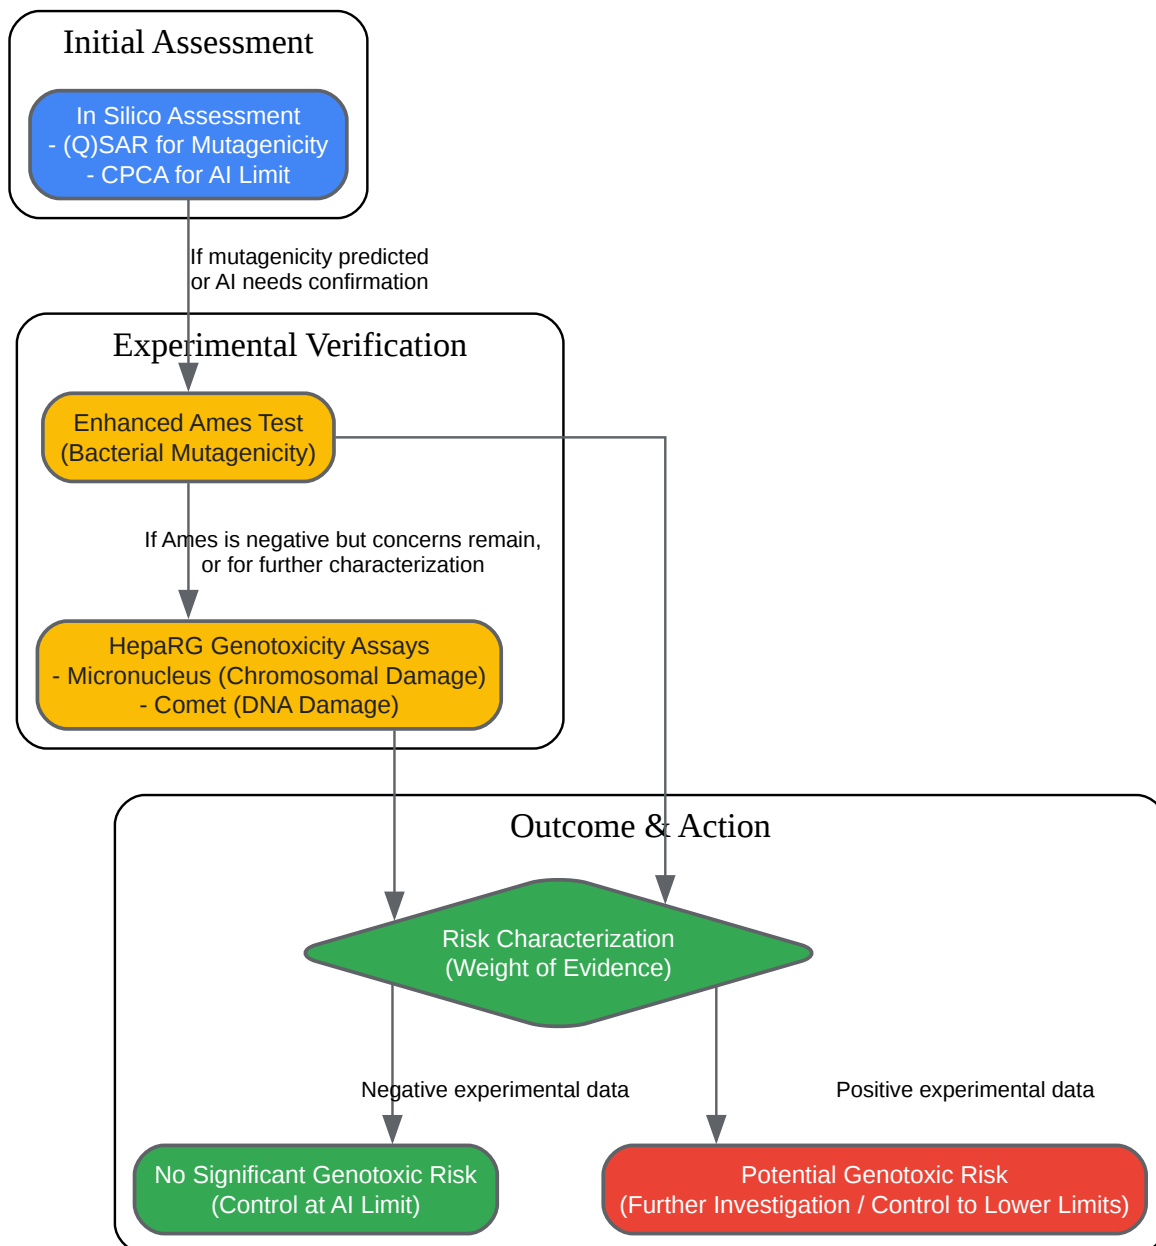 Initial Assessment
In Silico Assessment
- (Q)SAR for Mutagenicity
- CPCA for AI Limit
If mutagenicity predicted
or AI needs confirmation
Experimental Verification
Enhanced Ames Test
(Bacterial Mutagenicity)
If Ames is negative but concerns remain,
or for further characterization
HepaRG Genotoxicity Assays
- Micronucleus (Chromosomal Damage)
- Comet (DNA Damage)
Outcome & Action
Risk Characterization
(Weight of Evidence)
Negative experimental data
Positive experimental data
No Significant Genotoxic Risk
(Control at AI Limit)
Potential Genotoxic Risk
(Further Investigation / Control to Lower Limits)